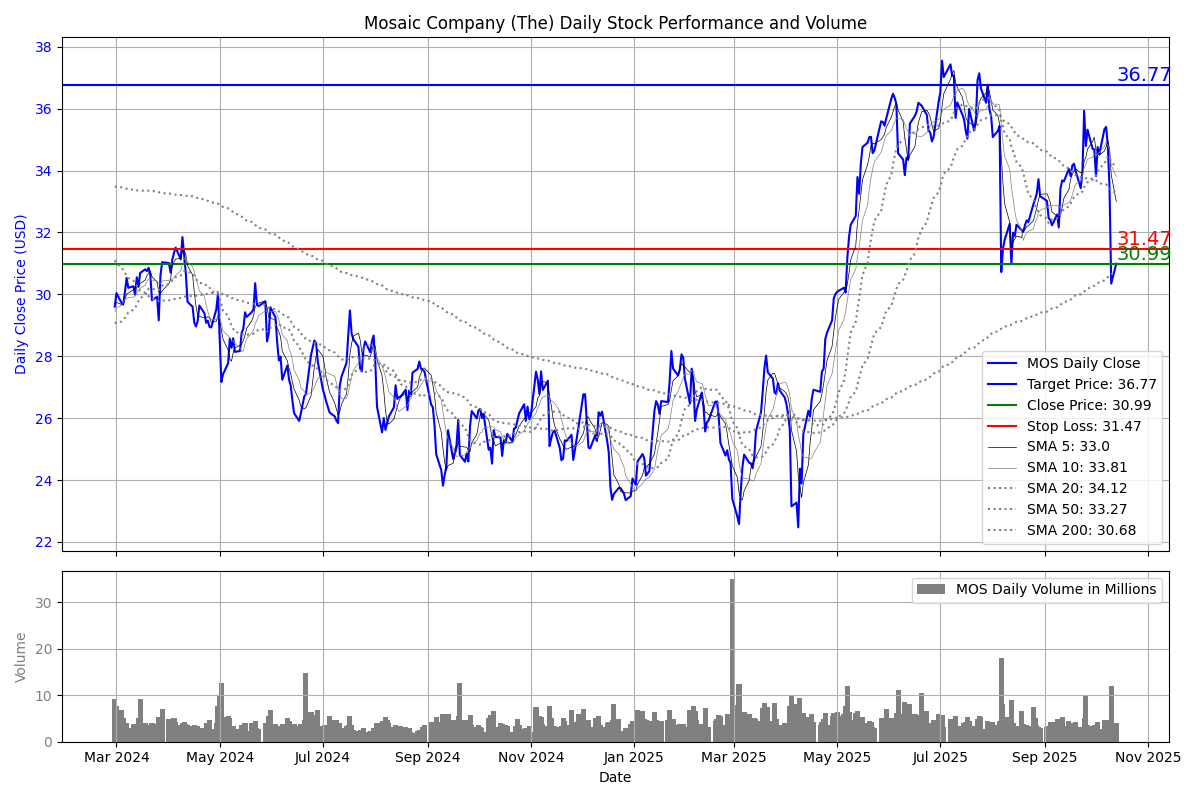 Mosaic Company (The) Daily Stock Performance and Volume
Daily Close Price (USD)
38
36
34
32
30
28
26
24
22
36.77
31.47
30.99
MOS Daily Close
Target Price: 36.77
Close Price: 30.99
Stop Loss: 31.47
SMA 5: 33.0
SMA 10: 33.81
SMA 20: 34.12
SMA 50: 33.27
SMA 200: 30.68
Volume
30
20
10
0
MOS Daily Volume in Millions
Mar 2024 May 2024 Jul 2024 Sep 2024 Nov 2024 Jan 2025 Mar 2025 May 2025 Jul 2025 Sep 2025 Nov 2025
Date